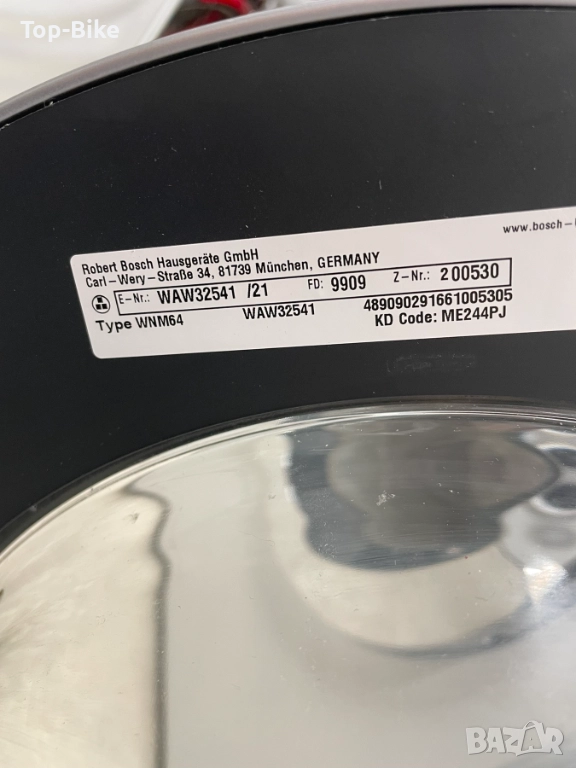 Top-Bike
www.bosch-
Robert Bosch Hausgeräte GmbH
Carl-Wery-Straße 34, 81739 München, GERMANY
E-Nr.: WAW32541 /21 FD: 9909 Z-Nr.: 200530
Type WNM64 WAW32541 489090291661005305
KD Code: ME244PJ
BAZAR